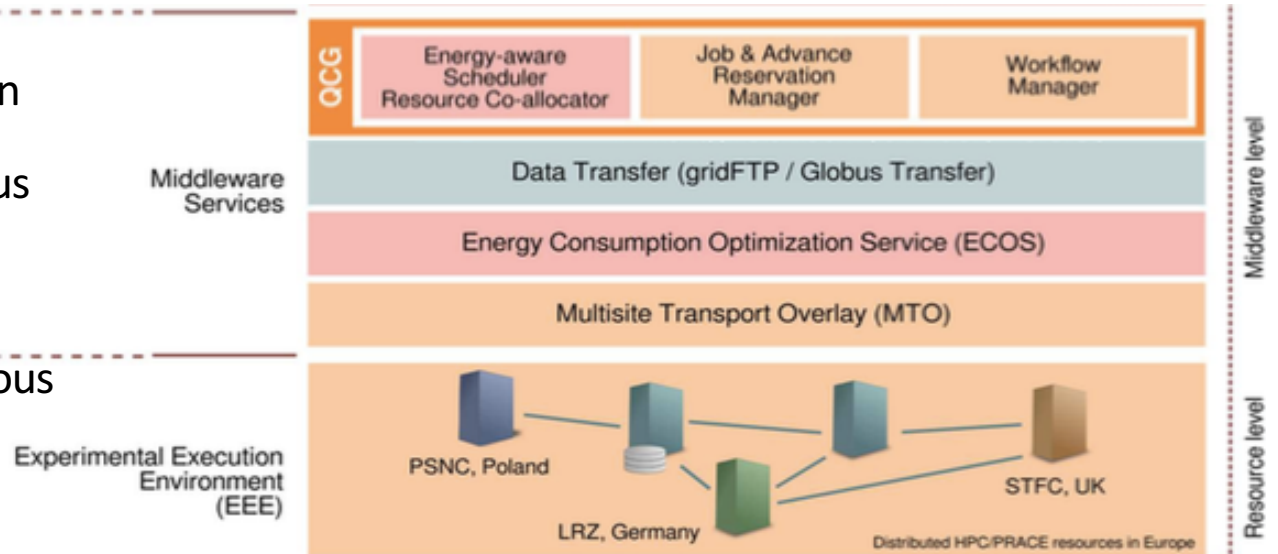 n
us
ous
Middleware
Services
QCG
Energy-aware
Scheduler
Resource Co-allocator
Job & Advance
Reservation
Manager
Workflow
Manager
Data Transfer (gridFTP / Globus Transfer)
Energy Consumption Optimization Service (ECOS)
Multisite Transport Overlay (MTO)
Middleware level
Experimental Execution
Environment
(EEE)
PSNC, Poland
LRZ, Germany
STFC, UK
Distributed HPC/PRACE resources in Europe
Resource level